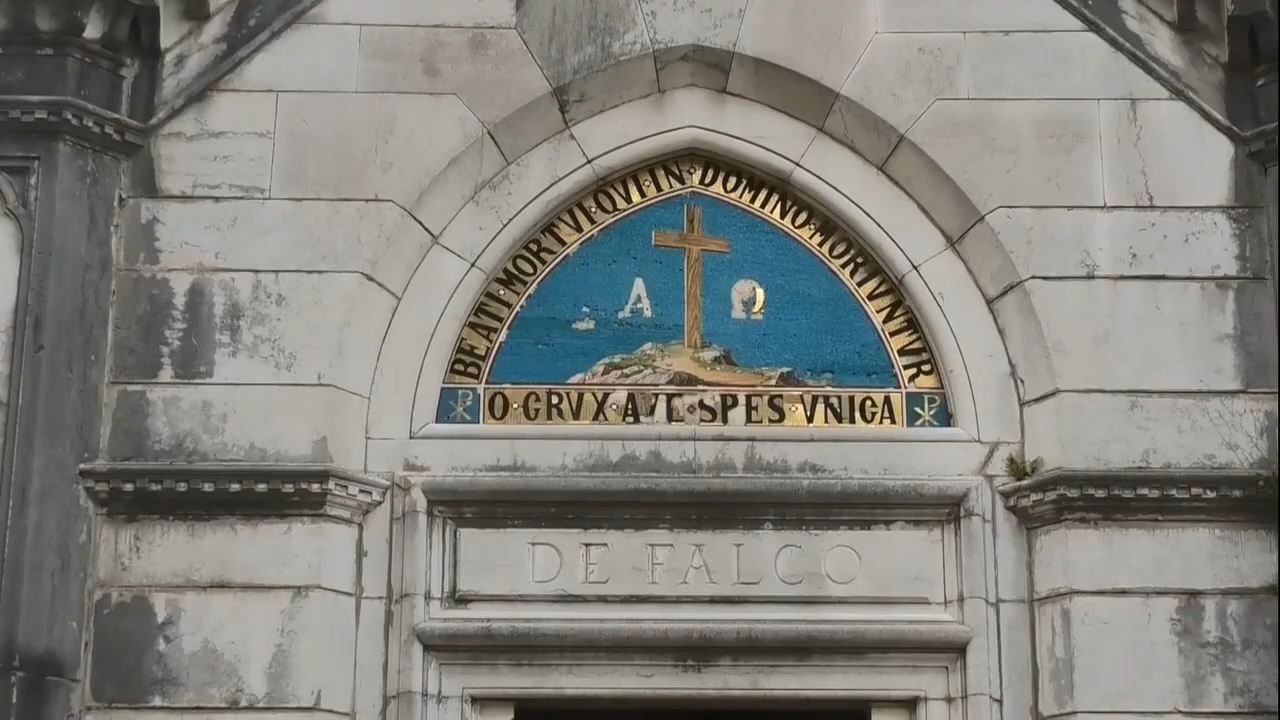 BEATI·MORTVI·QVI·IN·DOMINO·MORIVNTVR
A Ω
☧ O·CRVX·AVE·SPES·VNICA ☧
DE FALCO